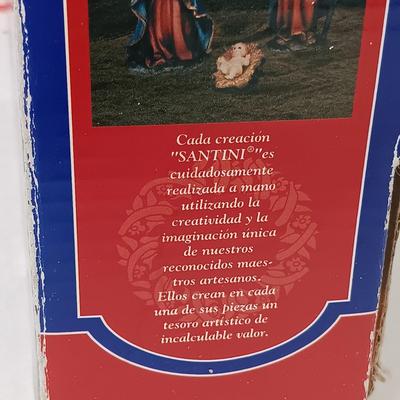 Cada creación
"SANTINI®"es
cuidadosamente
realizada a mano
utilizando la
creatividad y la
imaginación única
de nuestros
reconocidos maes-
tros artesanos.
Ellos crean en cada
una de sus piezas un
tesoro artístico de
incalculable valor.